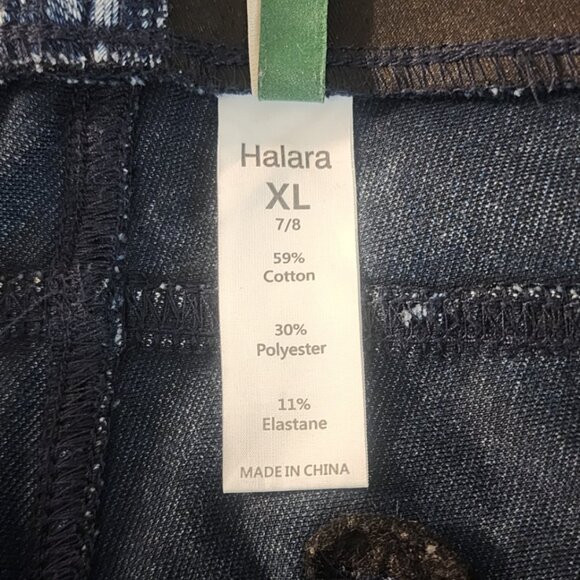 Halara
XL
7/8
59%
Cotton
30%
Polyester
11%
Elastane
MADE IN CHINA